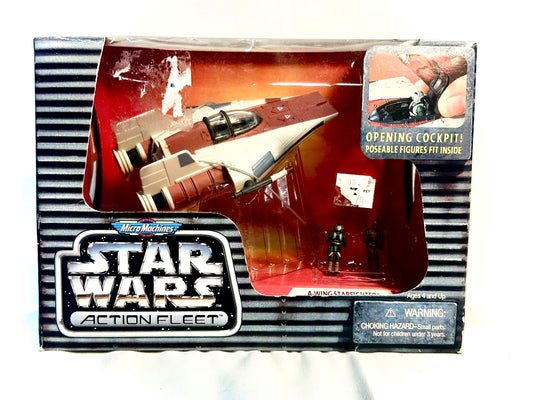 OPENING COCKPIT!
POSEABLE FIGURES FIT INSIDE
MicroMachines
STAR
WARS
ACTION FLEET
A-WING STARFIGHTER
Ages 4 and Up
WARNING:
CHOKING HAZARD-Small parts.
Not for children under 3 years.